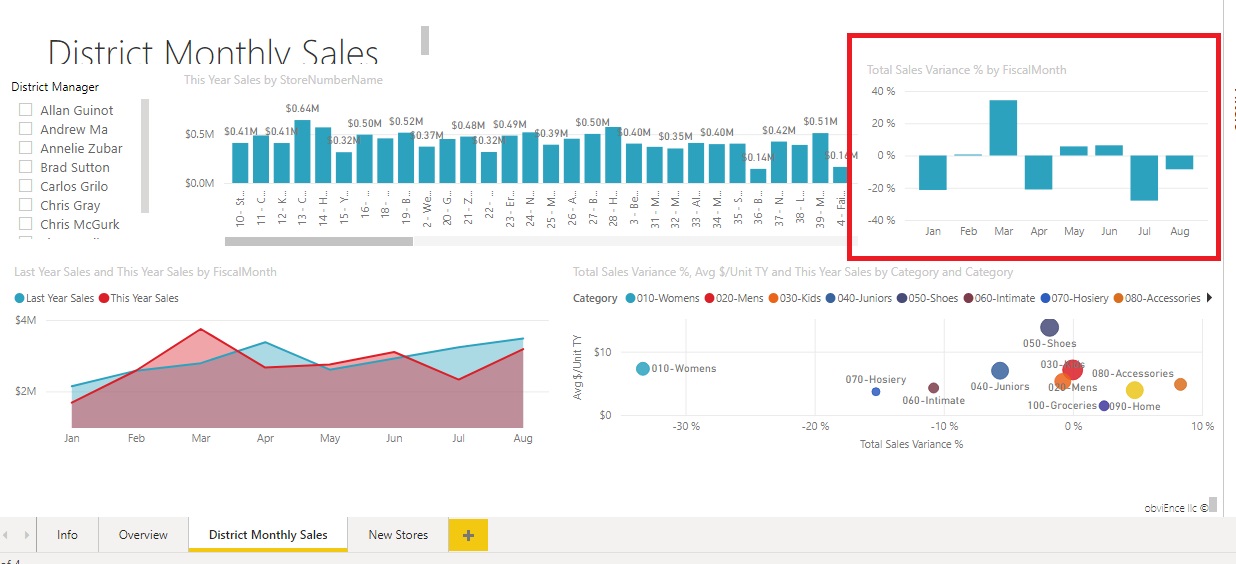 District Monthly Sales
District Manager
Allan Guinot
Andrew Ma
Annelie Zubar
Brad Sutton
Carlos Grilo
Chris Gray
Chris McGurk
This Year Sales by StoreNumberName
$0.5M
$0.0M
$0.41M
$0.41M
$0.64M
$0.32M
$0.50M
$0.52M
$0.37M
$0.48M
$0.32M
$0.49M
$0.39M
$0.50M
$0.40M
$0.35M
$0.40M
$0.14M
$0.42M
$0.51M
$0.16M
10 - St...
11 - C...
12 - K...
13 - C...
14 - H...
15 - Y...
16 - ...
18 - ...
19 - B...
2 - We...
20 - G...
21 - Z...
22 - ...
23 - Er...
24 - N...
25 - M...
26 - A...
27 - B...
28 - H...
3 - Be...
31 - M...
32 - M...
33 - Al...
34 - M...
35 - S...
36 - B...
37 - N...
38 - L...
39 - M...
4 - Fai...
Total Sales Variance % by FiscalMonth
40 %
20 %
0 %
-20 %
-40 %
Jan Feb Mar Apr May Jun Jul Aug
Last Year Sales and This Year Sales by FiscalMonth
Last Year Sales This Year Sales
$4M
$2M
Jan Feb Mar Apr May Jun Jul Aug
Total Sales Variance %, Avg $/Unit TY and This Year Sales by Category and Category
Category 010-Womens 020-Mens 030-Kids 040-Juniors 050-Shoes 060-Intimate 070-Hosiery 080-Accessories
Avg $/Unit TY
$10
$0
050-Shoes
010-Womens
070-Hosiery
060-Intimate
040-Juniors
020-Mens
080-Accessories
100-Groceries
090-Home
-30 % -20 % -10 % 0 % 10 %
Total Sales Variance %
obviEnce llc ©
Info
Overview
District Monthly Sales
New Stores
+